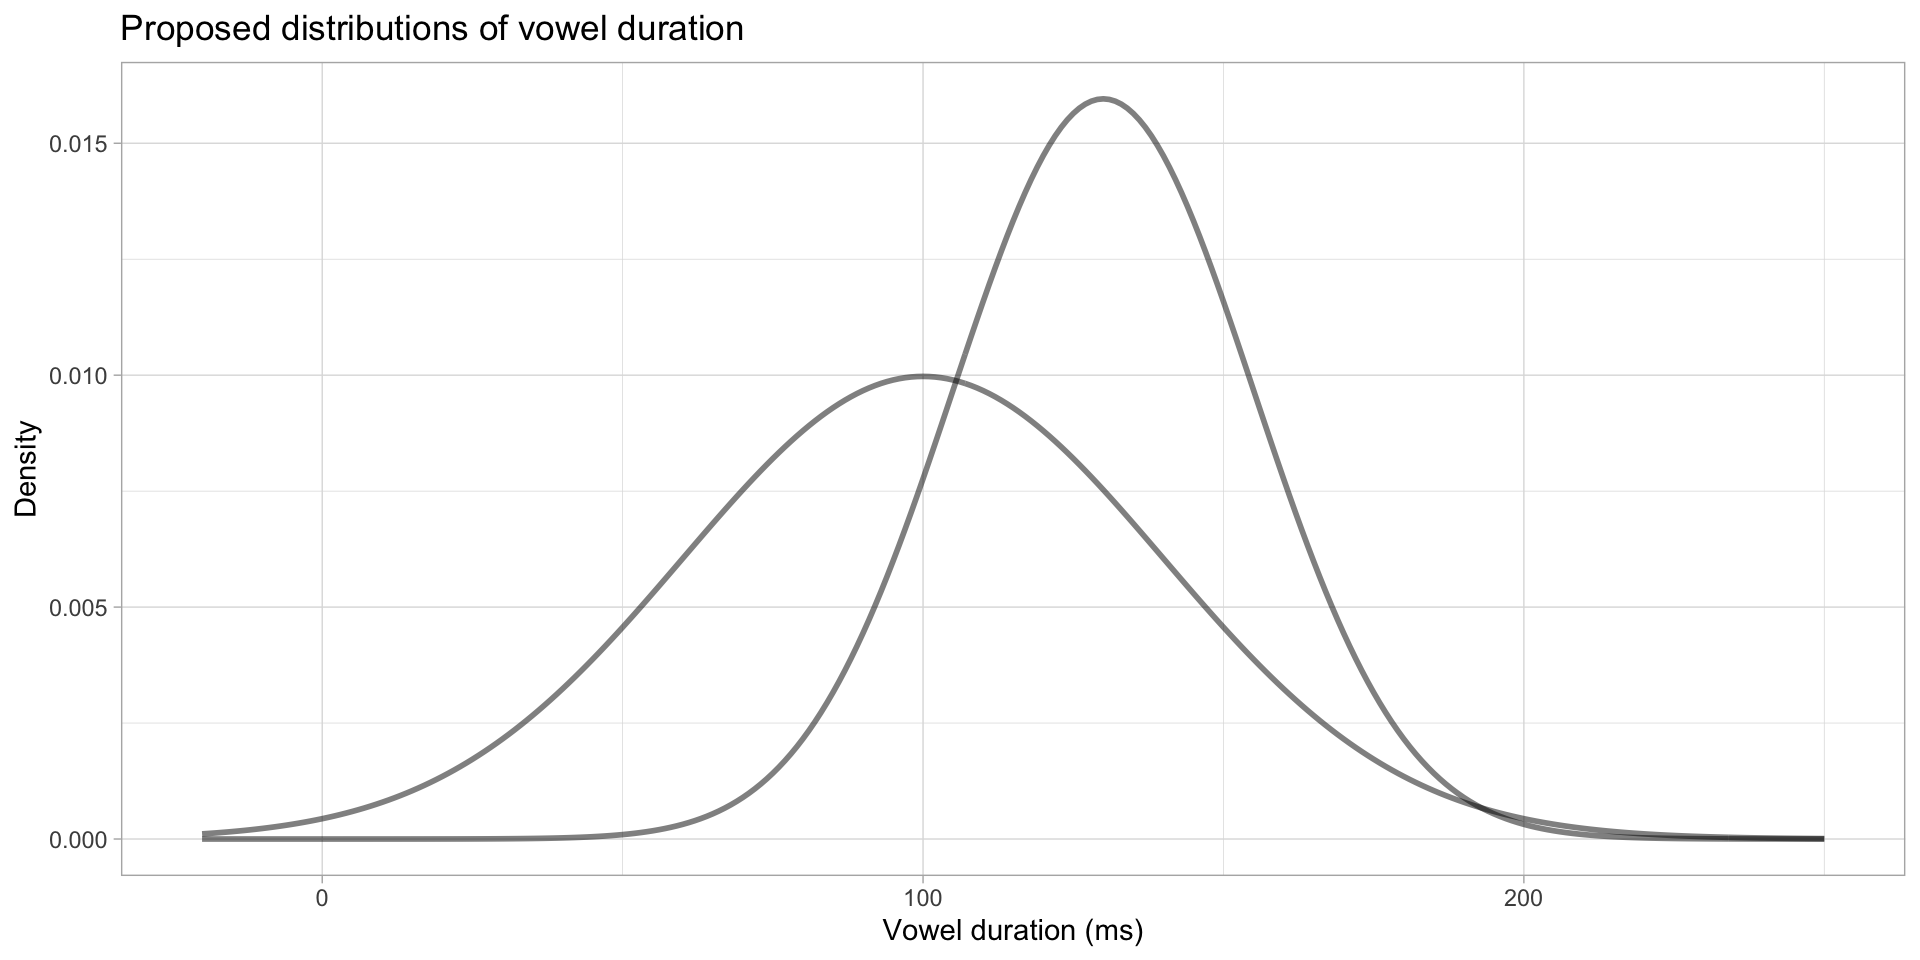 Proposed distributions of vowel duration
0.015
0.010
0.005
0.000
Density
0 100 200
Vowel duration (ms)